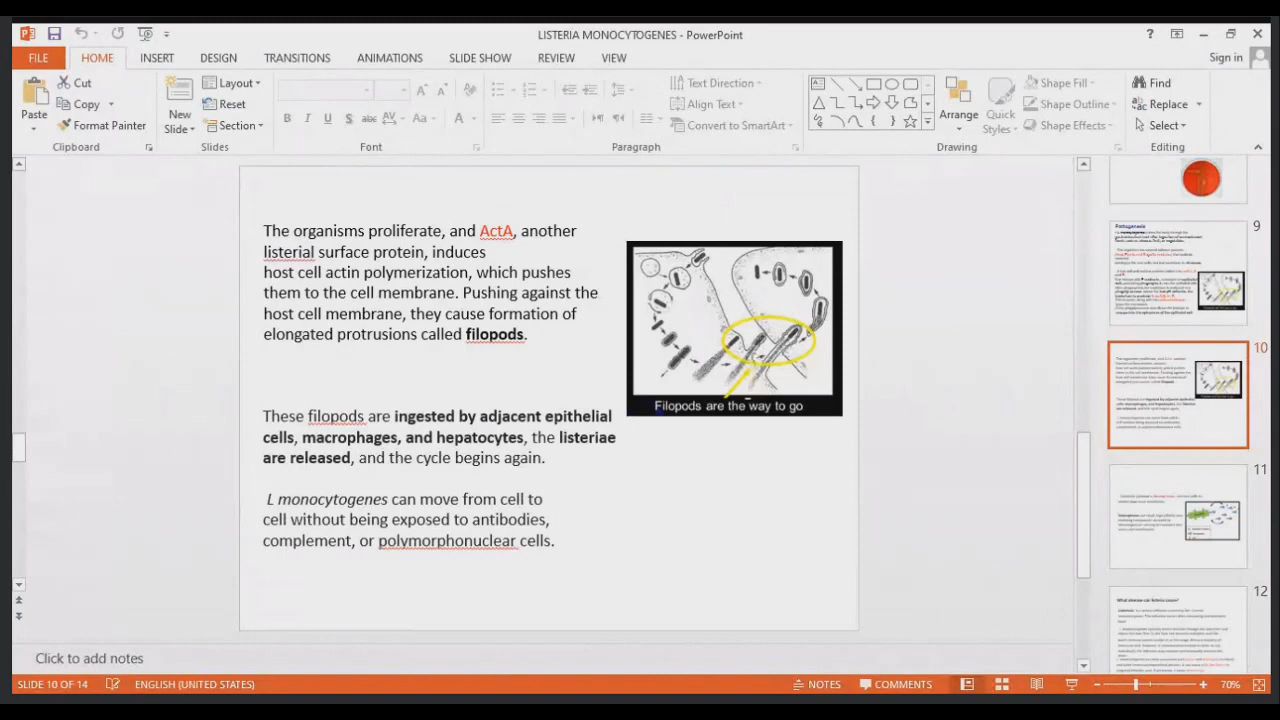 LISTERIA MONOCYTOGENES - PowerPoint
Sign in
FILE HOME INSERT DESIGN TRANSITIONS ANIMATIONS SLIDE SHOW REVIEW VIEW
Paste
Cut
Copy
Format Painter
Clipboard
New Slide
Layout
Reset
Section
Slides
Font
Paragraph
Text Direction
Align Text
Convert to SmartArt
Arrange
Quick Styles
Shape Fill
Shape Outline
Shape Effects
Drawing
Find
Replace
Select
Editing
The organisms proliferate, and ActA, another
listerial surface protein, induces
host cell actin polymerization, which pushes
them to the cell membrane. Pushing against the
host cell membrane, they cause formation of
elongated protrusions called filopods.
These filopods are ingested by adjacent epithelial
cells, macrophages, and hepatocytes, the listeriae
are released, and the cycle begins again.
L monocytogenes can move from cell to
cell without being exposed to antibodies,
complement, or polymorphonuclear cells.
Filopods are the way to go
9
10
11
12
What disease can listeria cause?
Click to add notes
SLIDE 10 OF 14 ENGLISH (UNITED STATES) NOTES COMMENTS 70%